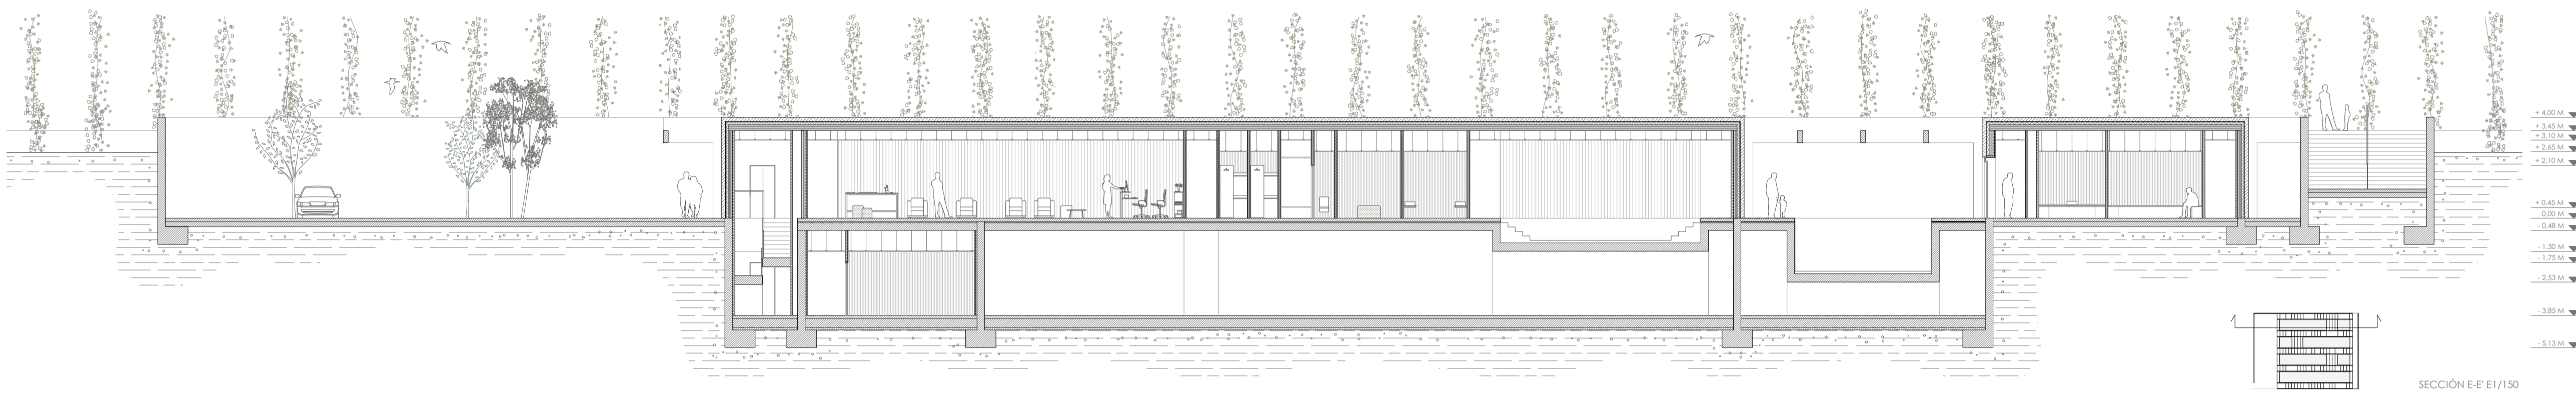 + 4,00 M
+ 3,45 M
+ 3,10 M
+ 2,65 M
+ 2,10 M
+ 0,45 M
0,00 M
- 0,48 M
- 1,30 M
- 1,75 M
- 2,53 M
- 3,85 M
- 5,13 M
SECCIÓN E-E' E1/150